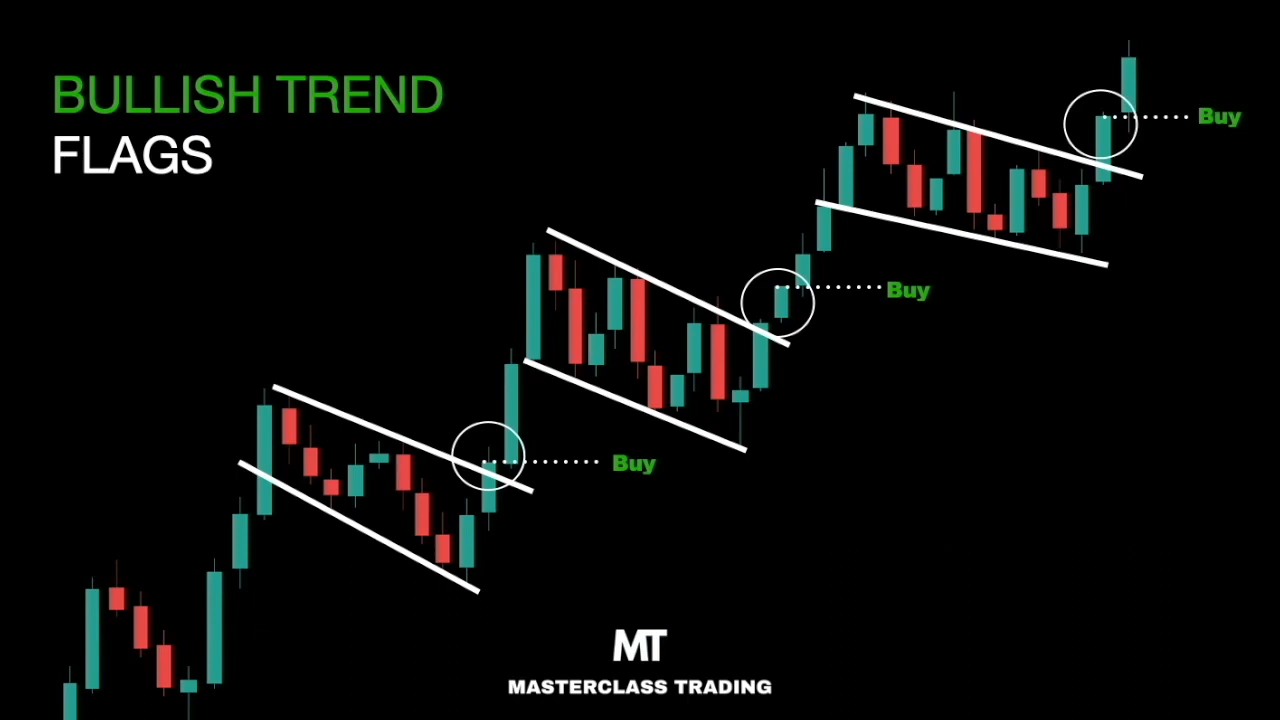 BULLISH TREND
FLAGS
Buy
Buy
Buy
MT
MASTERCLASS TRADING